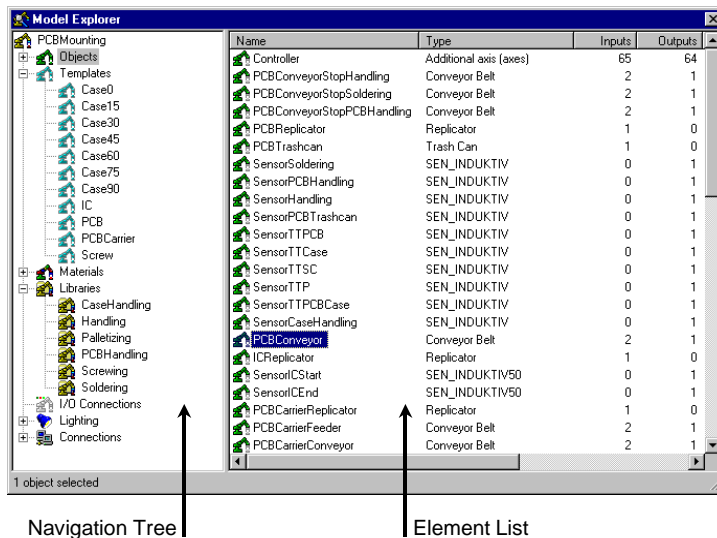 Model Explorer
PCBMounting
Objects
Templates
Case0
Case15
Case30
Case45
Case60
Case75
Case90
IC
PCB
PCBCarrier
Screw
Materials
Libraries
CaseHandling
Handling
Palletizing
PCBHandling
Screwing
Soldering
I/O Connections
Lighting
Connections
Name Type Inputs Outputs
Controller Additional axis (axes) 65 64
PCBConveyorStopHandling Conveyor Belt 2 1
PCBConveyorStopSoldering Conveyor Belt 2 1
PCBConveyorStopPCBHandling Conveyor Belt 2 1
PCBReplicator Replicator 1 0
PCBTrashcan Trash Can 1 0
SensorSoldering SEN_INDUKTIV 0 1
SensorPCBHandling SEN_INDUKTIV 0 1
SensorHandling SEN_INDUKTIV 0 1
SensorPCBTrashcan SEN_INDUKTIV 0 1
SensorTTPCB SEN_INDUKTIV 0 1
SensorTTCase SEN_INDUKTIV 0 1
SensorTTSC SEN_INDUKTIV 0 1
SensorTTP SEN_INDUKTIV 0 1
SensorTTPCBCase SEN_INDUKTIV 0 1
SensorCaseHandling SEN_INDUKTIV 0 1
PCBConveyor Conveyor Belt 2 1
ICReplicator Replicator 1 0
SensorICStart SEN_INDUKTIV50 0 1
SensorICEnd SEN_INDUKTIV50 0 1
PCBCarrierReplicator Replicator 1 0
PCBCarrierFeeder Conveyor Belt 2 1
PCBCarrierConveyor Conveyor Belt 2 1
1 object selected
Navigation Tree
Element List